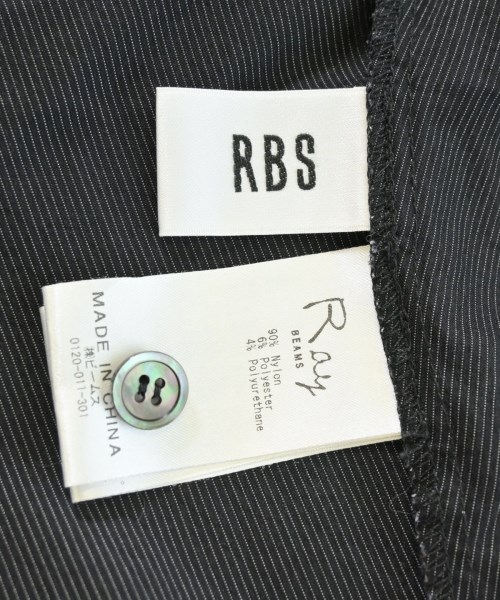 RBS
Ray
BEAMS
90% Nylon
6% Polyester
4% Polyurethane
MADE IN CHINA
㈱ビームス
0120-011-301